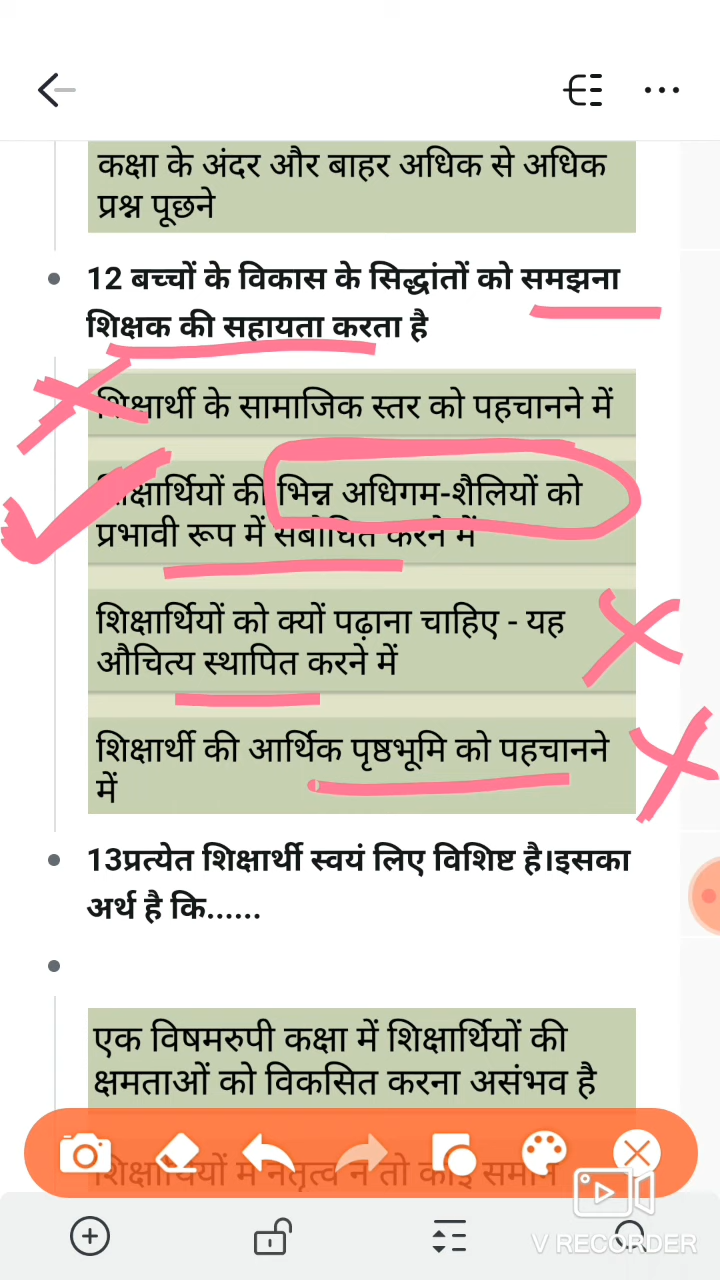 कक्षा के अंदर और बाहर अधिक से अधिक
प्रश्न पूछने
12 बच्चों के विकास के सिद्धांतों को समझना
शिक्षक की सहायता करता है
शिक्षार्थी के सामाजिक स्तर को पहचानने में
शिक्षार्थियों की भिन्न अधिगम-शैलियों को
प्रभावी रूप में संबोधित करने में
शिक्षार्थियों को क्यों पढ़ाना चाहिए - यह
औचित्य स्थापित करने में
शिक्षार्थी की आर्थिक पृष्ठभूमि को पहचानने
में
13प्रत्येत शिक्षार्थी स्वयं लिए विशिष्ट है।इसका
अर्थ है कि......
एक विषमरुपी कक्षा में शिक्षार्थियों की
क्षमताओं को विकसित करना असंभव है
शिक्षार्थियों में नेतृत्व न तो कोई समान
V RECORDER